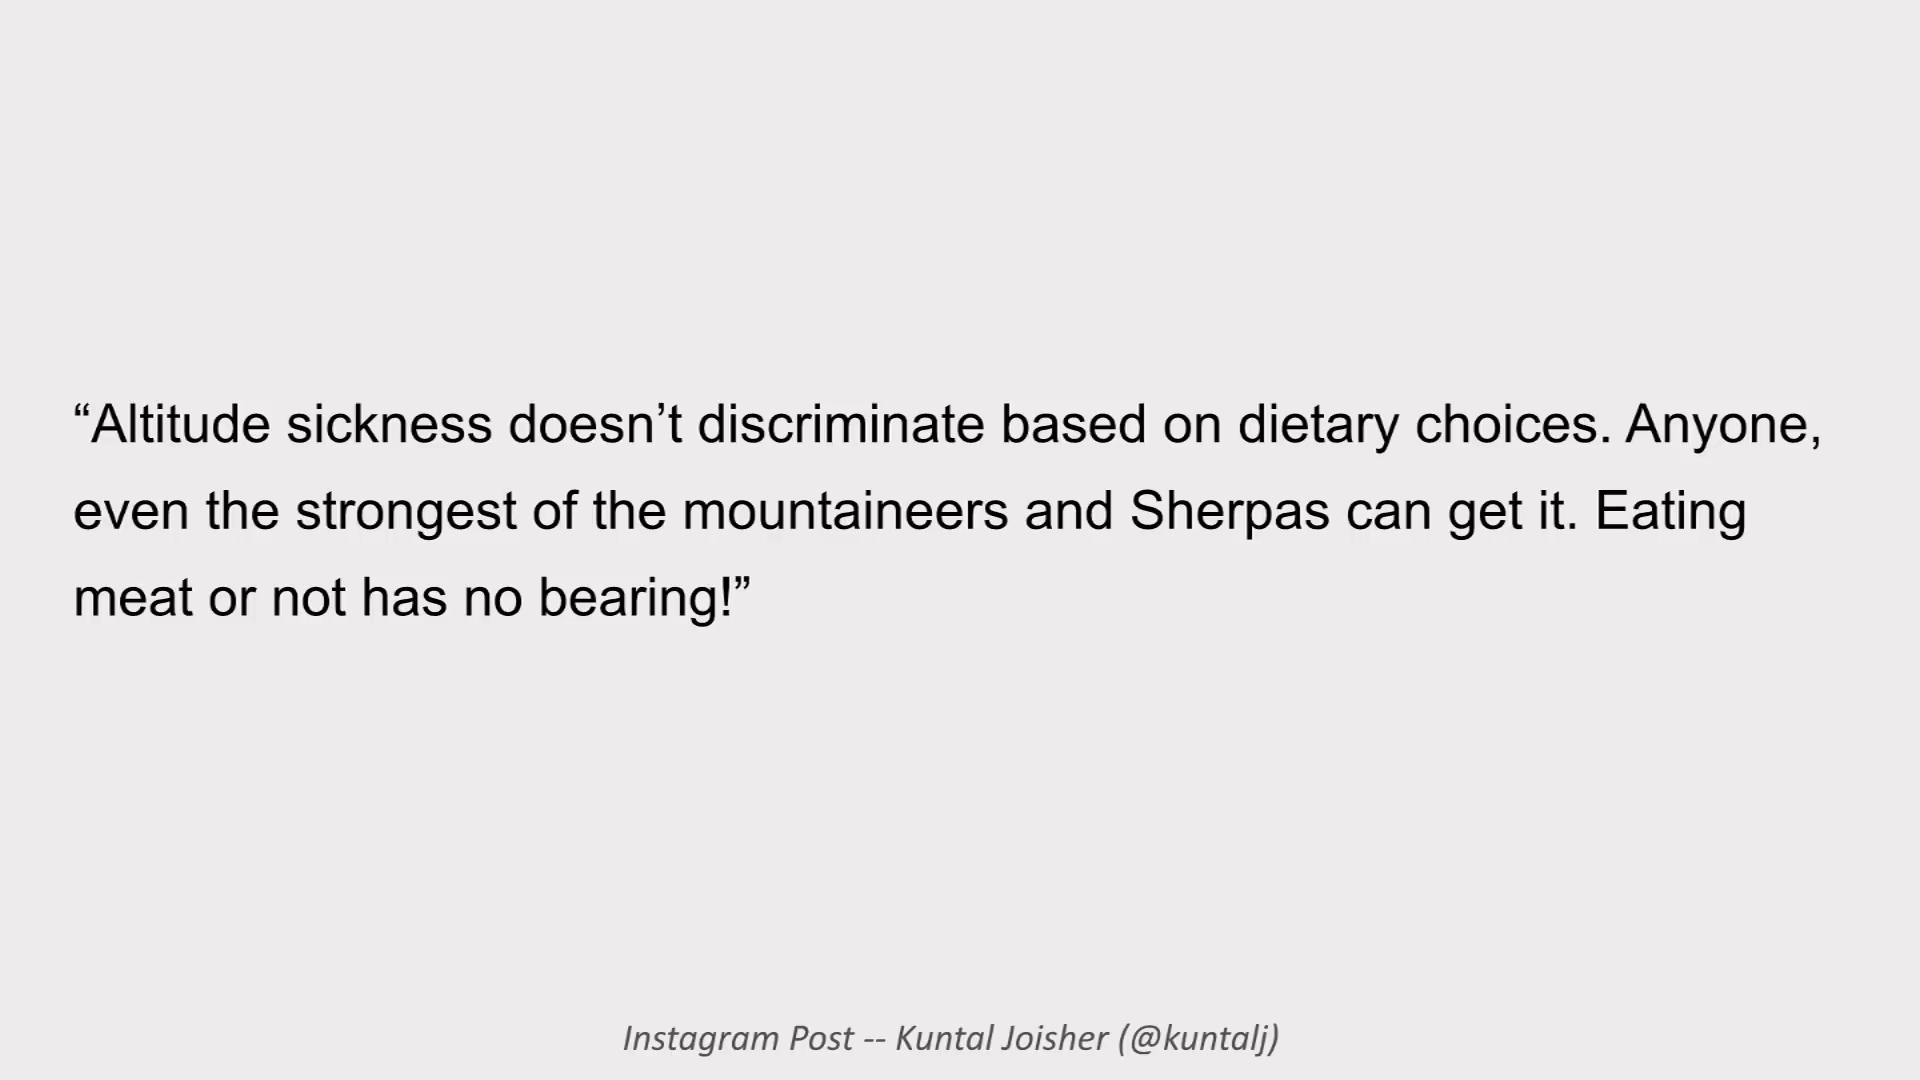 “Altitude sickness doesn’t discriminate based on dietary choices. Anyone,
even the strongest of the mountaineers and Sherpas can get it. Eating
meat or not has no bearing!”
Instagram Post -- Kuntal Joisher (@kuntalj)